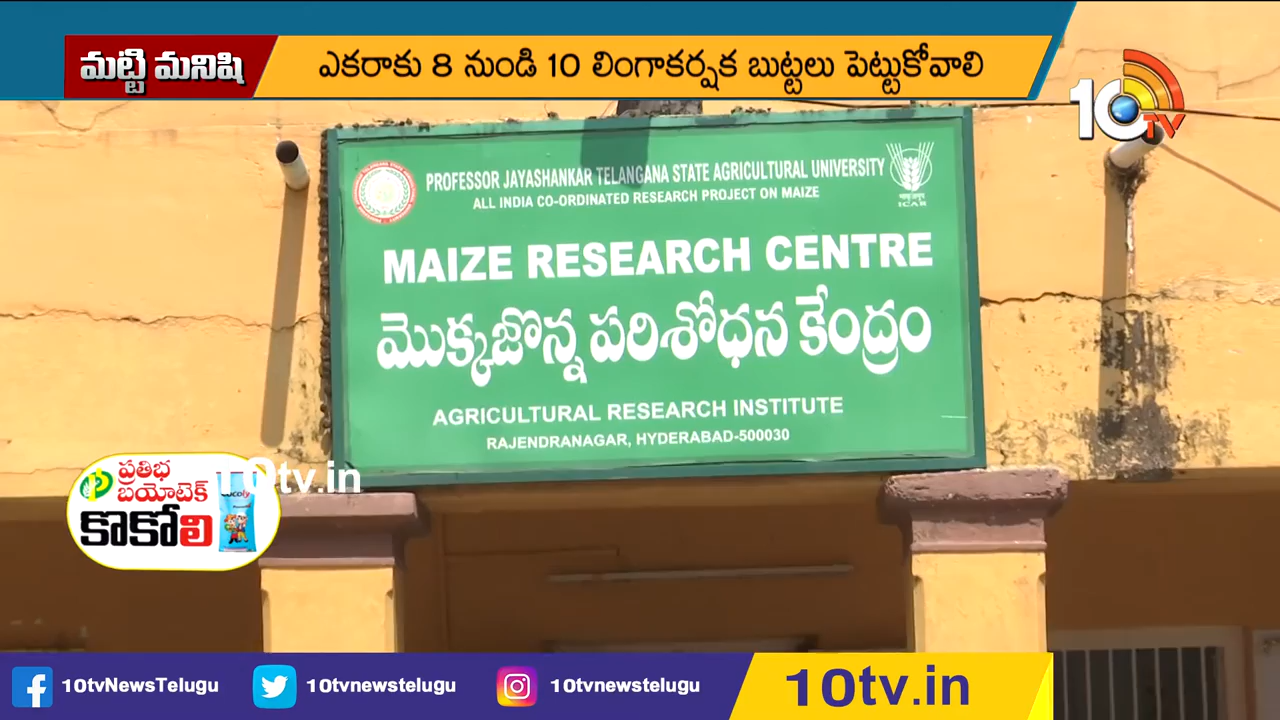 మట్టి మనిషి
ఎకరాకు 8 నుండి 10 లింగాకర్షక బుట్టలు పెట్టుకోవాలి
10TV
PROFESSOR JAYASHANKAR TELANGANA STATE AGRICULTURAL UNIVERSITY
ALL INDIA CO-ORDINATED RESEARCH PROJECT ON MAIZE
ICAR
MAIZE RESEARCH CENTRE
మొక్కజొన్న పరిశోధన కేంద్రం
AGRICULTURAL RESEARCH INSTITUTE
RAJENDRANAGAR, HYDERABAD-500030
ప్రతిభ
బయోటెక్
కొకోలి
10tv.in
10tvNewsTelugu
10tvnewstelugu
10tvnewstelugu
10tv.in